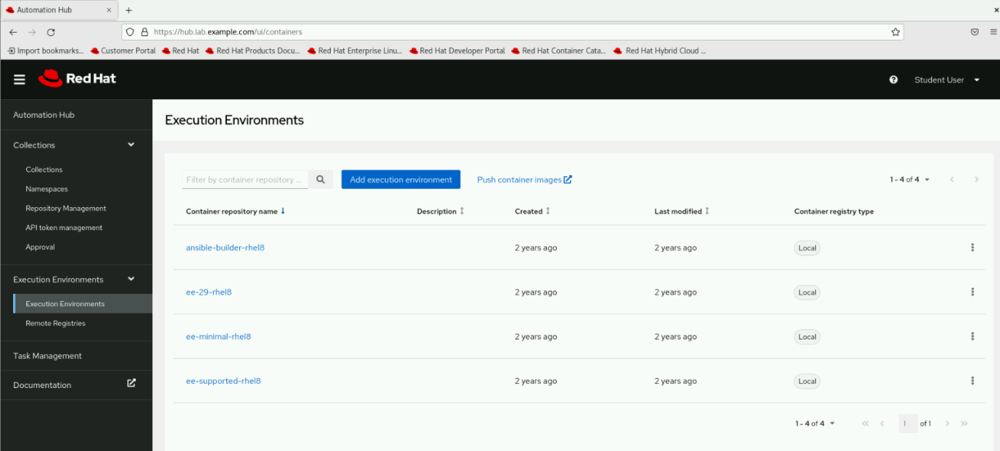 Automation Hub
https://hub.lab.example.com/ui/containers
Import bookmarks... Customer Portal Red Hat Red Hat Products Docu... Red Hat Enterprise Linu... Red Hat Developer Portal Red Hat Container Cata... Red Hat Hybrid Cloud ...
Red Hat
Student User
Automation Hub
Collections
Collections
Namespaces
Repository Management
API token management
Approval
Execution Environments
Execution Environments
Remote Registries
Task Management
Documentation
Execution Environments
Filter by container repository ... Add execution environment Push container images 1 - 4 of 4
Container repository name Description Created Last modified Container registry type
ansible-builder-rhel8 2 years ago 2 years ago Local
ee-29-rhel8 2 years ago 2 years ago Local
ee-minimal-rhel8 2 years ago 2 years ago Local
ee-supported-rhel8 2 years ago 2 years ago Local
1 - 4 of 4 1 of 1